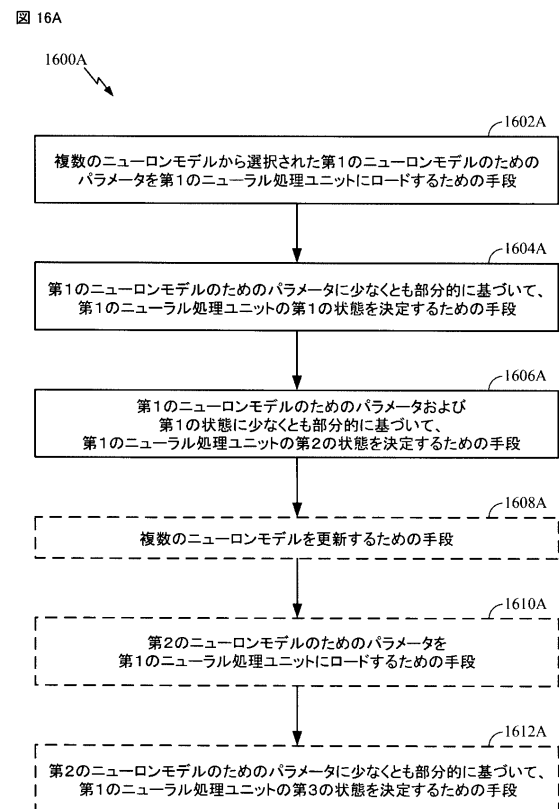 図 16A
1600A
1602A
複数のニューロンモデルから選択された第1のニューロンモデルのための
パラメータを第1のニューラル処理ユニットにロードするための手段
1604A
第1のニューロンモデルのためのパラメータに少なくとも部分的に基づいて、
第1のニューラル処理ユニットの第1の状態を決定するための手段
1606A
第1のニューロンモデルのためのパラメータおよび
第1の状態に少なくとも部分的に基づいて、
第1のニューラル処理ユニットの第2の状態を決定するための手段
1608A
複数のニューロンモデルを更新するための手段
1610A
第2のニューロンモデルのためのパラメータを
第1のニューラル処理ユニットにロードするための手段
1612A
第2のニューロンモデルのためのパラメータに少なくとも部分的に基づいて、
第1のニューラル処理ユニットの第3の状態を決定するための手段